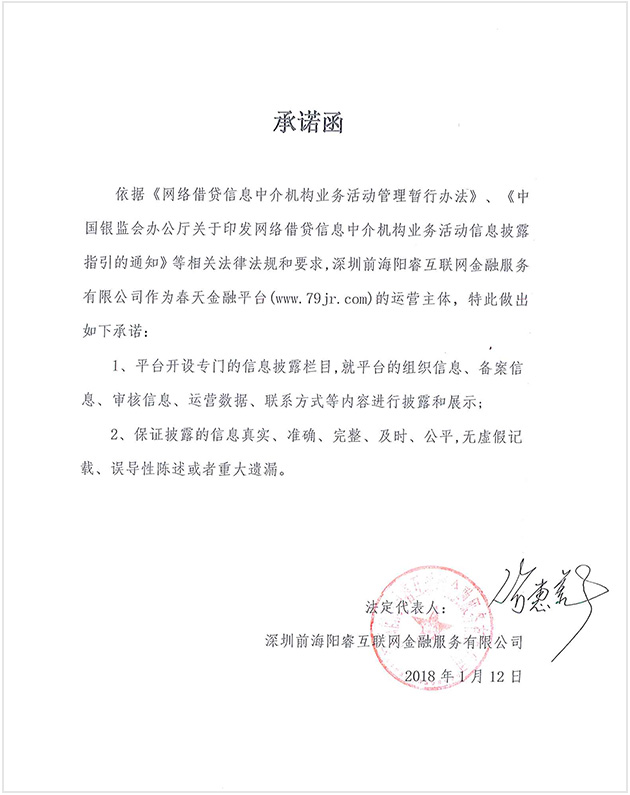 承诺函
依据《网络借贷信息中介机构业务活动管理暂行办法》、《中
国银监会办公厅关于印发网络借贷信息中介机构业务活动信息披露
指引的通知》等相关法律法规和要求,深圳前海阳睿互联网金融服务
有限公司作为春天金融平台(www.79jr.com)的运营主体，特此做出
如下承诺：
1、平台开设专门的信息披露栏目,就平台的组织信息、备案信
息、审核信息、运营数据、联系方式等内容进行披露和展示;
2、保证披露的信息真实、准确、完整、及时、公平,无虚假记
载、误导性陈述或者重大遗漏。
法定代表人：
深圳前海阳睿互联网金融服务有限公司
2018 年 1 月 12 日